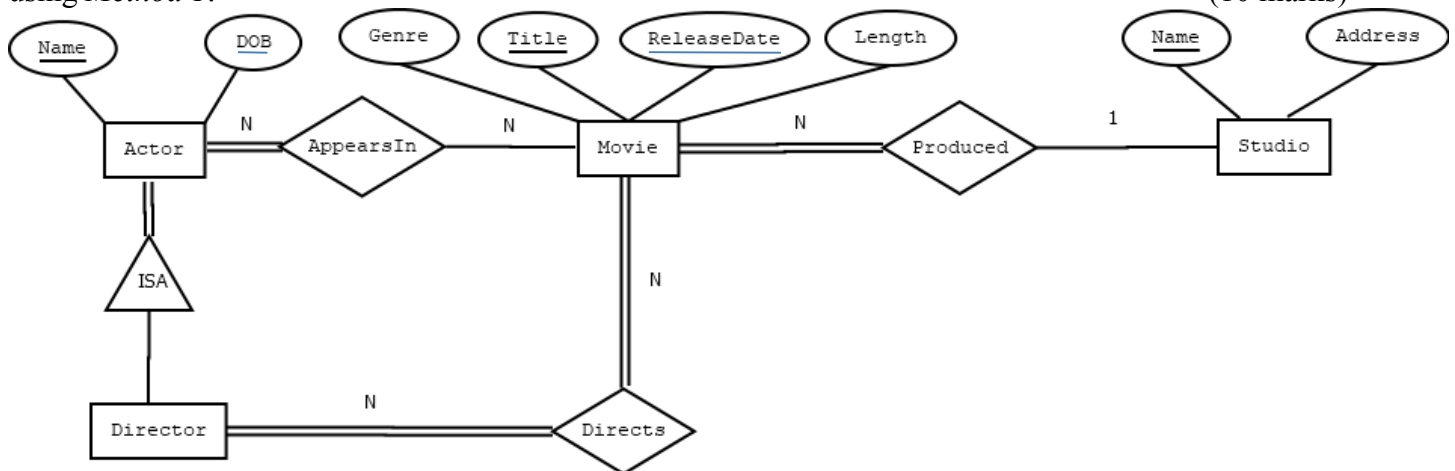 using Method 1. (10 marks)
Name DOB Genre Title ReleaseDate Length Name Address
N N N 1
Actor AppearsIn Movie Produced Studio
ISA N
N
Director Directs